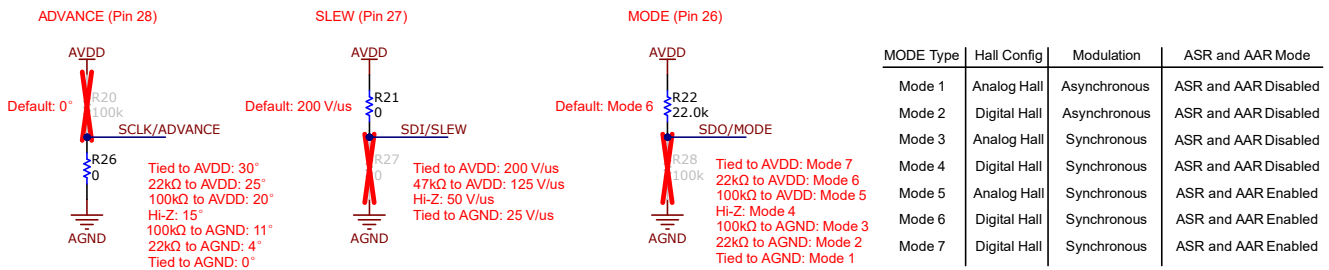 ADVANCE (Pin 28)
AVDD
Default: 0°
R20
100k
SCLK/ADVANCE
R26
0
AGND
Tied to AVDD: 30°
22kΩ to AVDD: 25°
100kΩ to AVDD: 20°
Hi-Z: 15°
100kΩ to AGND: 11°
22kΩ to AGND: 4°
Tied to AGND: 0°
SLEW (Pin 27)
AVDD
Default: 200 V/us
R21
0
SDI/SLEW
R27
0
AGND
Tied to AVDD: 200 V/us
47kΩ to AVDD: 125 V/us
Hi-Z: 50 V/us
Tied to AGND: 25 V/us
MODE (Pin 26)
AVDD
Default: Mode 6
R22
22.0k
SDO/MODE
R28
100k
AGND
Tied to AVDD: Mode 7
22kΩ to AVDD: Mode 6
100kΩ to AVDD: Mode 5
Hi-Z: Mode 4
100kΩ to AGND: Mode 3
22kΩ to AGND: Mode 2
Tied to AGND: Mode 1
MODE Type Hall Config Modulation ASR and AAR Mode
Mode 1 Analog Hall Asynchronous ASR and AAR Disabled
Mode 2 Digital Hall Asynchronous ASR and AAR Disabled
Mode 3 Analog Hall Synchronous ASR and AAR Disabled
Mode 4 Digital Hall Synchronous ASR and AAR Disabled
Mode 5 Analog Hall Synchronous ASR and AAR Enabled
Mode 6 Digital Hall Synchronous ASR and AAR Enabled
Mode 7 Digital Hall Synchronous ASR and AAR Enabled